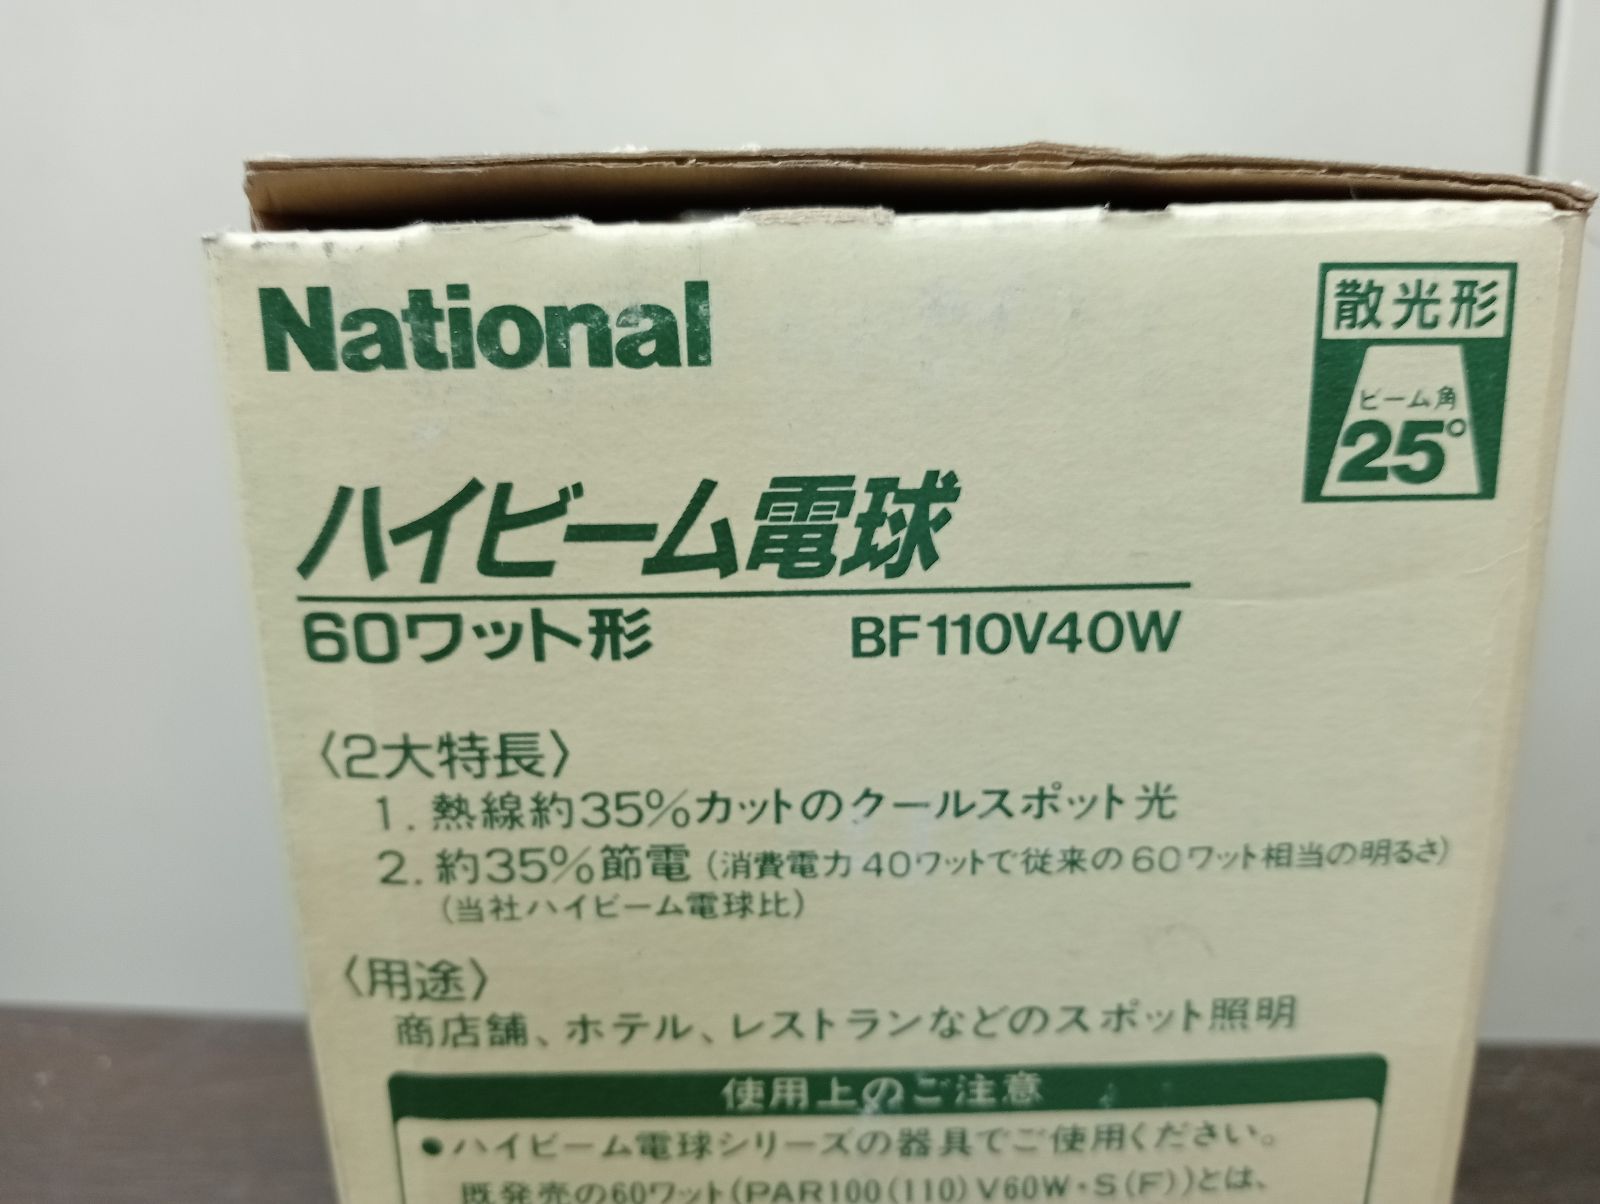 National
散光形
ビーム角
25°
ハイビーム電球
60ワット形 BF110V40W
〈2大特長〉
1. 熱線約35%カットのクールスポット光
2. 約35%節電(消費電力40ワットで従来の60ワット相当の明るさ)
(当社ハイビーム電球比)
〈用途〉
商店舗、ホテル、レストランなどのスポット照明
使用上のご注意
●ハイビーム電球シリーズの器具でご使用ください。
既発売の60ワット(PAR100(110)V60W・S(F))とは、